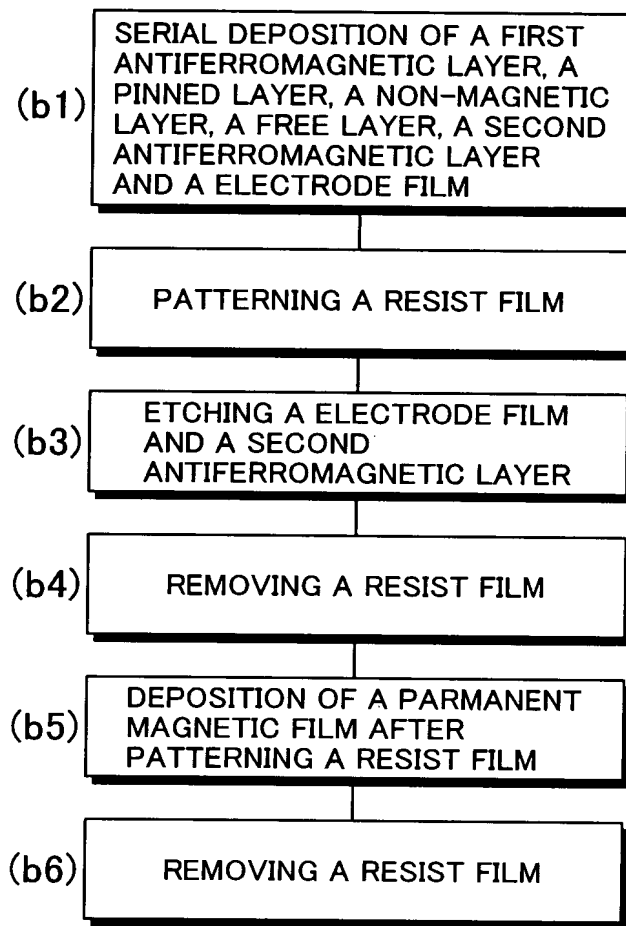 (b1)
SERIAL DEPOSITION OF A FIRST
ANTIFERROMAGNETIC LAYER, A
PINNED LAYER, A NON-MAGNETIC
LAYER, A FREE LAYER, A SECOND
ANTIFERROMAGNETIC LAYER
AND A ELECTRODE FILM
(b2)
PATTERNING A RESIST FILM
(b3)
ETCHING A ELECTRODE FILM
AND A SECOND
ANTIFERROMAGNETIC LAYER
(b4)
REMOVING A RESIST FILM
(b5)
DEPOSITION OF A PARMANENT
MAGNETIC FILM AFTER
PATTERNING A RESIST FILM
(b6)
REMOVING A RESIST FILM